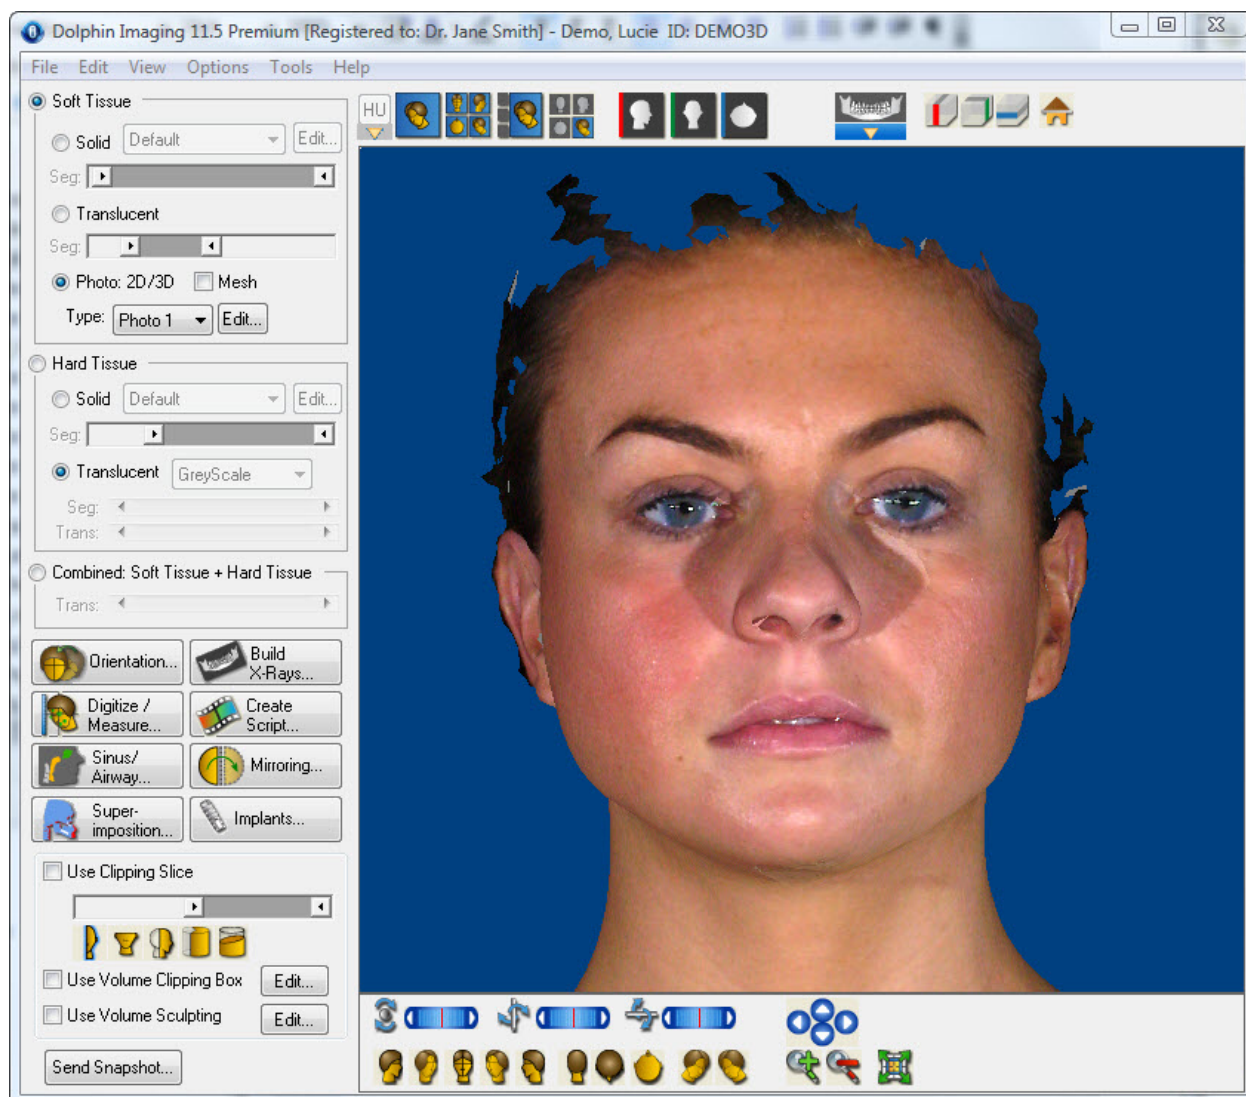 Dolphin Imaging 11.5 Premium [Registered to: Dr. Jane Smith] - Demo, Lucie ID: DEMO3D
File Edit View Options Tools Help
Soft Tissue
Solid Default Edit...
Seg:
Translucent
Seg:
Photo: 2D/3D Mesh
Type: Photo 1 Edit...
Hard Tissue
Solid Default Edit...
Seg:
Translucent GreyScale
Seg:
Trans:
Combined: Soft Tissue + Hard Tissue
Trans:
Orientation...
Build
X-Rays...
Digitize /
Measure...
Create
Script...
Sinus/
Airway...
Mirroring...
Super-
imposition...
Implants...
Use Clipping Slice
Use Volume Clipping Box Edit...
Use Volume Sculpting Edit...
Send Snapshot...
HU